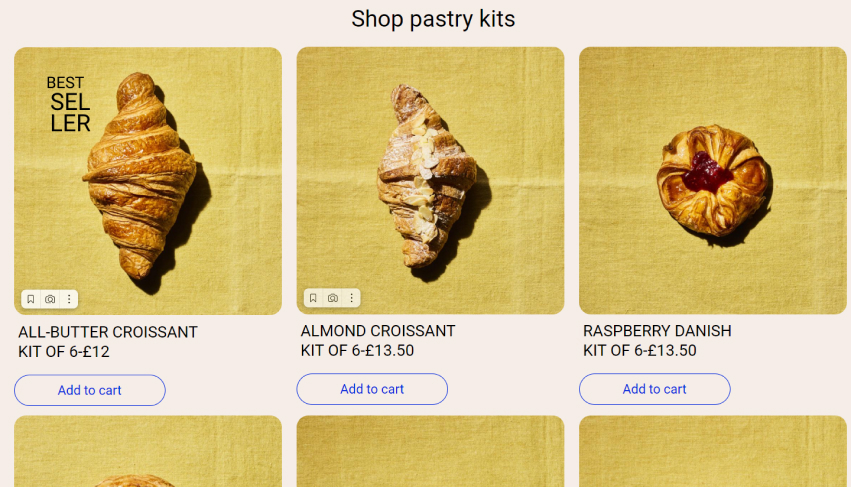 Shop pastry kits
BEST
SEL
LER
ALL-BUTTER CROISSANT
KIT OF 6-£12
Add to cart
ALMOND CROISSANT
KIT OF 6-£13.50
Add to cart
RASPBERRY DANISH
KIT OF 6-£13.50
Add to cart